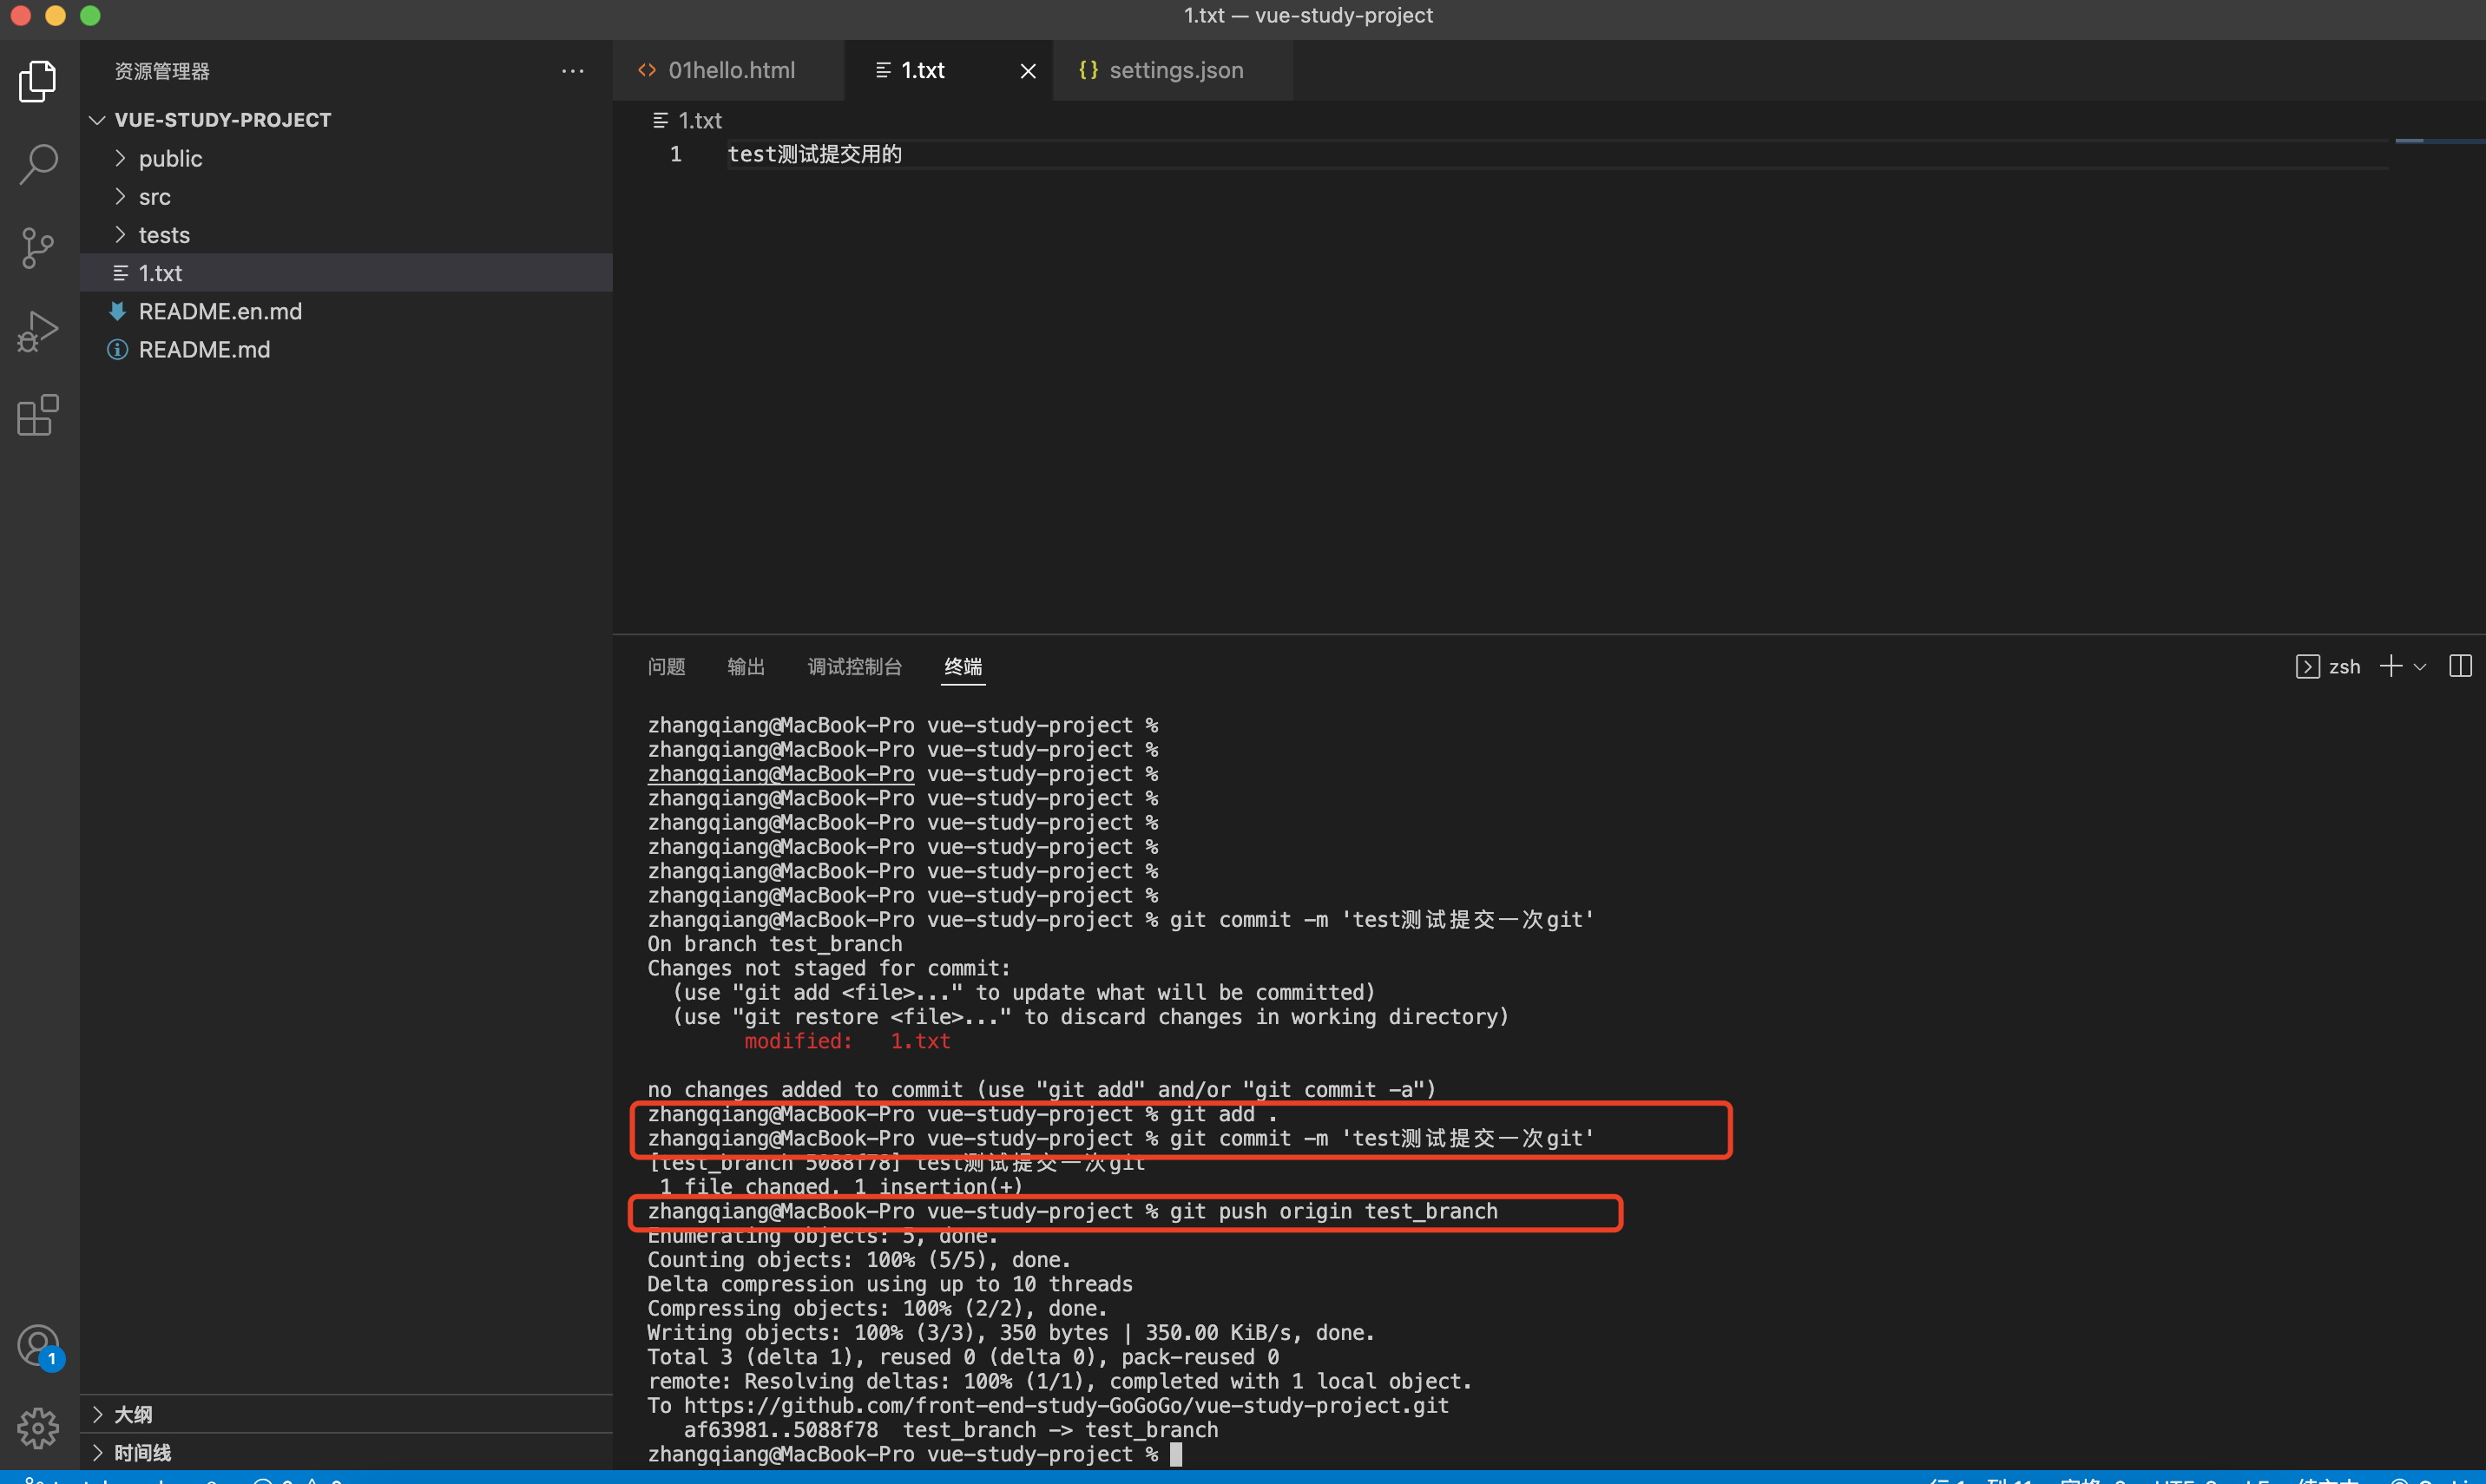 1.txt — vue-study-project
资源管理器
01hello.html
1.txt
settings.json
VUE-STUDY-PROJECT
public
src
tests
1.txt
README.en.md
README.md
1.txt
1 test测试提交用的
问题 输出 调试控制台 终端
zsh
zhangqiang@MacBook-Pro vue-study-project %
zhangqiang@MacBook-Pro vue-study-project %
zhangqiang@MacBook-Pro vue-study-project %
zhangqiang@MacBook-Pro vue-study-project %
zhangqiang@MacBook-Pro vue-study-project %
zhangqiang@MacBook-Pro vue-study-project %
zhangqiang@MacBook-Pro vue-study-project %
zhangqiang@MacBook-Pro vue-study-project %
zhangqiang@MacBook-Pro vue-study-project % git commit -m 'test测试提交一次git'
On branch test_branch
Changes not staged for commit:
(use "git add <file>..." to update what will be committed)
(use "git restore <file>..." to discard changes in working directory)
modified: 1.txt
no changes added to commit (use "git add" and/or "git commit -a")
zhangqiang@MacBook-Pro vue-study-project % git add .
zhangqiang@MacBook-Pro vue-study-project % git commit -m 'test测试提交一次git'
[test_branch 5088f78] test测试提交一次git
1 file changed, 1 insertion(+)
zhangqiang@MacBook-Pro vue-study-project % git push origin test_branch
Enumerating objects: 5, done.
Counting objects: 100% (5/5), done.
Delta compression using up to 10 threads
Compressing objects: 100% (2/2), done.
Writing objects: 100% (3/3), 350 bytes | 350.00 KiB/s, done.
Total 3 (delta 1), reused 0 (delta 0), pack-reused 0
remote: Resolving deltas: 100% (1/1), completed with 1 local object.
To https://github.com/front-end-study-GoGoGo/vue-study-project.git
af63981..5088f78 test_branch -> test_branch
zhangqiang@MacBook-Pro vue-study-project %
1
大纲
时间线